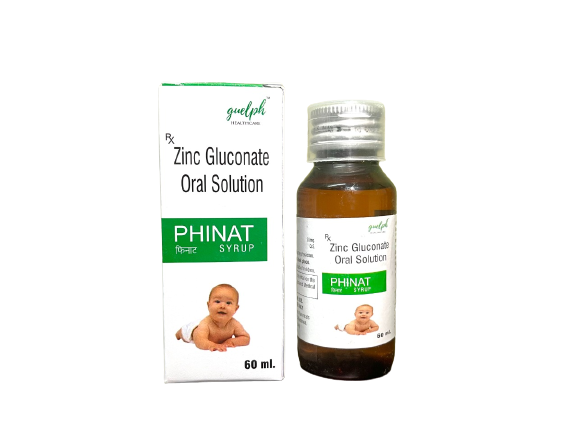 guelph
HEALTHCARE
Rx
Zinc Gluconate
Oral Solution
PHINAT
फिनाट
SYRUP
60 ml.
guelph
Rx
Zinc Gluconate
Oral Solution
PHINAT
फिनाट
SYRUP
60 ml.